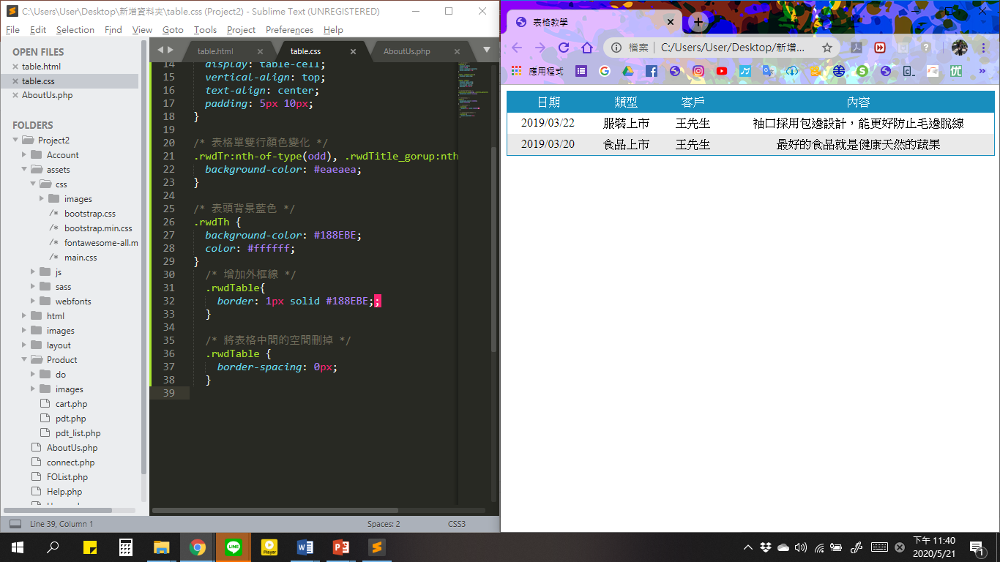 C:\Users\User\Desktop\新增資料夾\table.css (Project2) - Sublime Text (UNREGISTERED)
File Edit Selection Find View Goto Tools Project Preferences Help
OPEN FILES
table.html
table.css
AboutUs.php
FOLDERS
Project2
Account
assets
css
images
/* bootstrap.css
/* bootstrap.min.css
/* fontawesome-all.m
/* main.css
js
sass
webfonts
html
images
layout
Product
do
images
cart.php
pdt.php
pdt_list.php
AboutUs.php
connect.php
FOList.php
Help.php
table.html table.css AboutUs.php
14 display: table-cell;
15 vertical-align: top;
16 text-align: center;
17 padding: 5px 10px;
18 }
19
20 /* 表格單雙行顏色變化 */
21 .rwdTr:nth-of-type(odd), .rwdTitle_gorup:nth
22 background-color: #eaeaea;
23 }
24
25 /* 表頭背景藍色 */
26 .rwdTh {
27 background-color: #188EBE;
28 color: #ffffff;
29 }
30 /* 增加外框線 */
31 .rwdTable{
32 border: 1px solid #188EBE;;
33 }
34
35 /* 將表格中間的空間刪掉 */
36 .rwdTable {
37 border-spacing: 0px;
38 }
39
Line 39, Column 1 Spaces: 2 CSS3
表格教學
檔案 | C:/Users/User/Desktop/新增...
應用程式
日期 類型 客戶 內容
2019/03/22 服裝上市 王先生 袖口採用包邊設計，能更好防止毛邊脫線
2019/03/20 食品上市 王先生 最好的食品就是健康天然的蔬果
LINE
Player
下午 11:40
2020/5/21
1